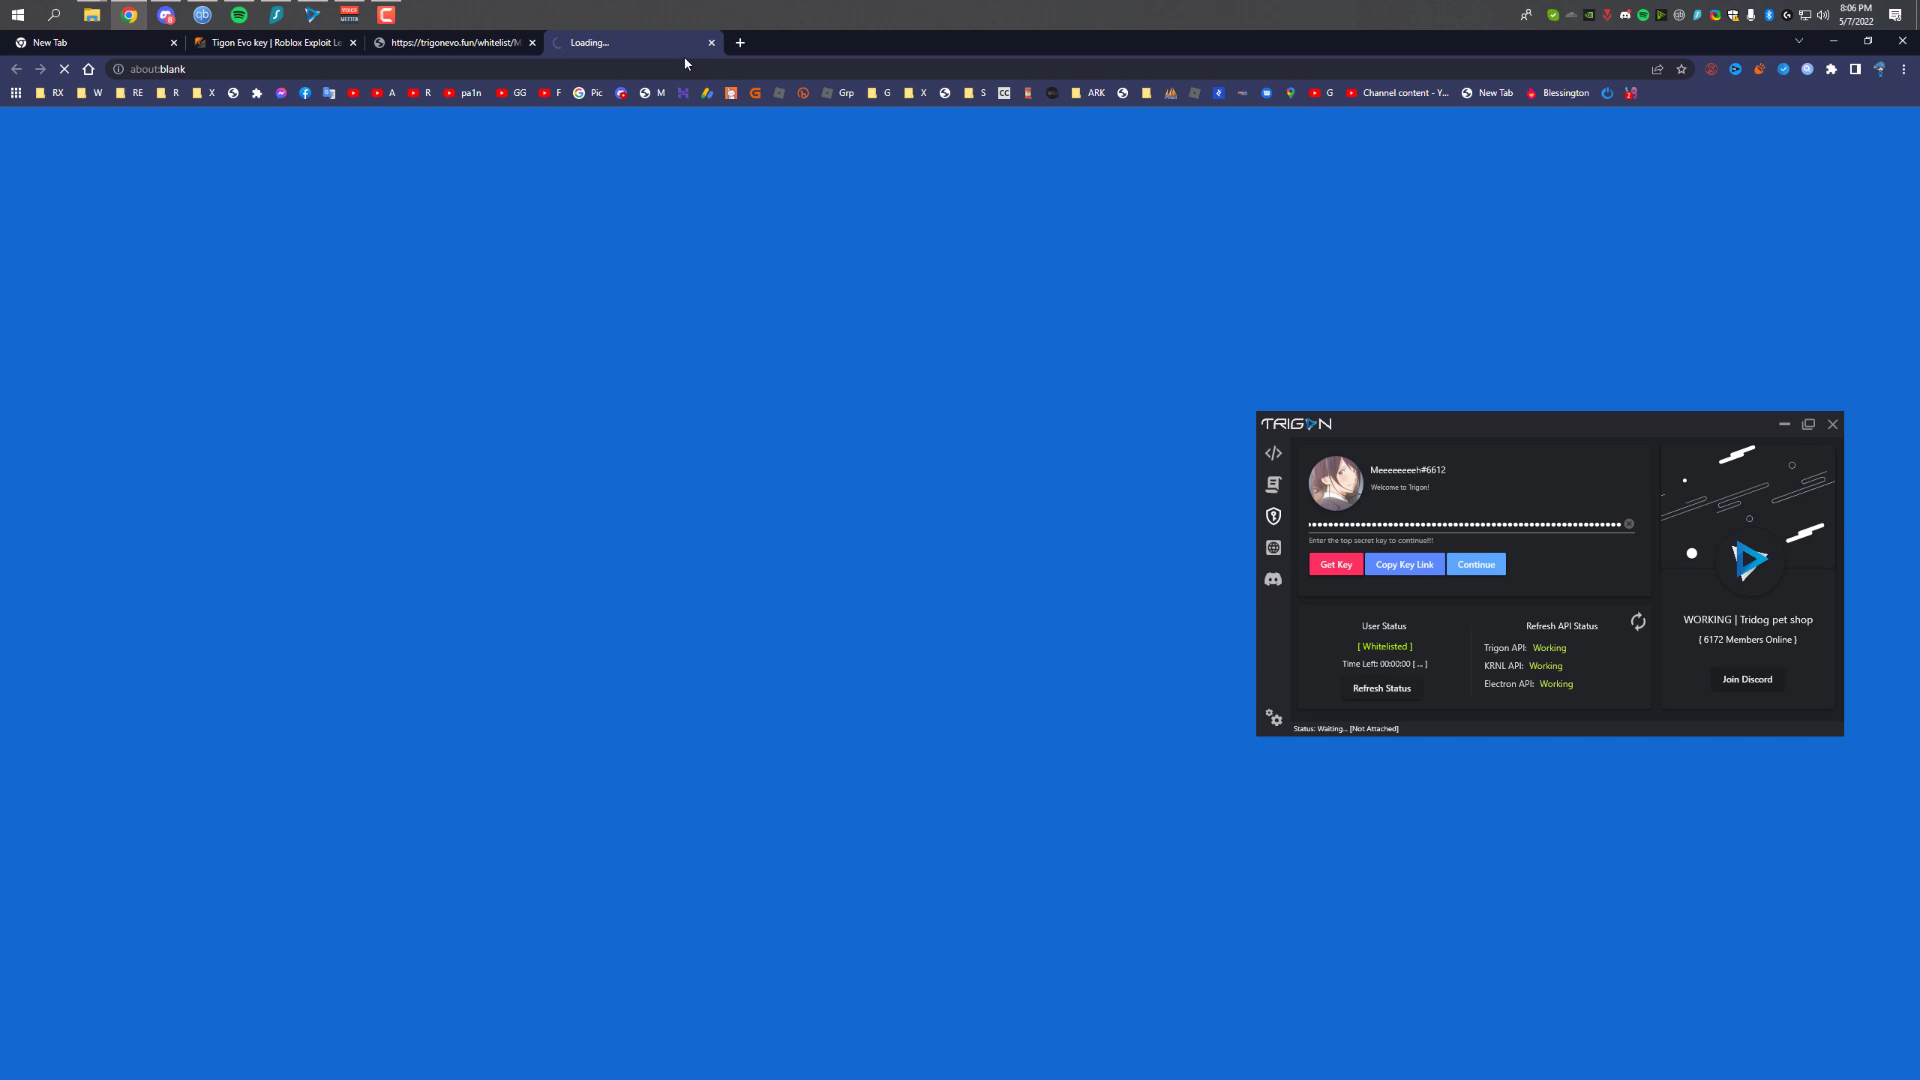 8:06 PM
5/7/2022
New Tab
Tigon Evo key | Roblox Exploit Le
https://trigonevo.fun/whitelist/M
Loading...
about:blank
RX W RE R X A R pa1n GG F Pic M Grp G X S CC ARK G Channel content - Y... New Tab Blessington
TRIGON
Meeeeeeeeh#6612
Welcome to Trigon!
Enter the top secret key to continue!!!
Get Key
Copy Key Link
Continue
User Status
[ Whitelisted ]
Time Left: 00:00:00 [ ... ]
Refresh Status
Refresh API Status
Trigon API: Working
KRNL API: Working
Electron API: Working
WORKING | Tridog pet shop
{ 6172 Members Online }
Join Discord
Status: Waiting... [Not Attached]